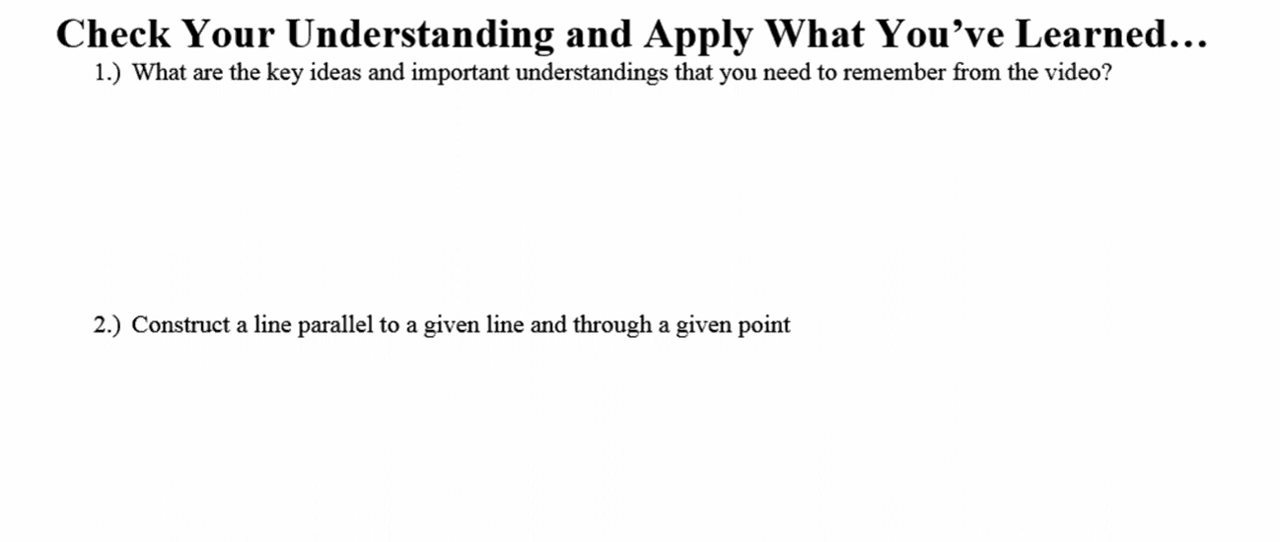 Check Your Understanding and Apply What You’ve Learned…
1.) What are the key ideas and important understandings that you need to remember from the video?
2.) Construct a line parallel to a given line and through a given point